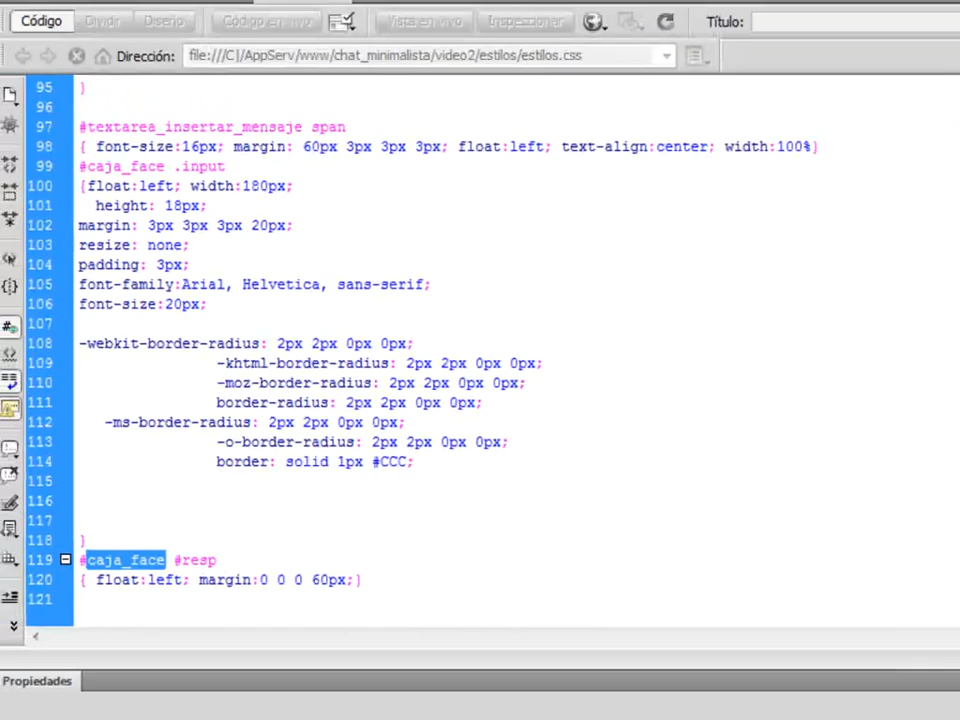 Código Dividir Diseño Código en vivo Vista en vivo Inspeccionar Título:
Dirección: file:///C|/AppServ/www/chat_minimalista/video2/estilos/estilos.css
95 }
96
97 #textarea_insertar_mensaje span
98 { font-size:16px; margin: 60px 3px 3px 3px; float:left; text-align:center; width:100%}
99 #caja_face .input
100 {float:left; width:180px;
101 height: 18px;
102 margin: 3px 3px 3px 20px;
103 resize: none;
104 padding: 3px;
105 font-family:Arial, Helvetica, sans-serif;
106 font-size:20px;
107
108 -webkit-border-radius: 2px 2px 0px 0px;
109 -khtml-border-radius: 2px 2px 0px 0px;
110 -moz-border-radius: 2px 2px 0px 0px;
111 border-radius: 2px 2px 0px 0px;
112 -ms-border-radius: 2px 2px 0px 0px;
113 -o-border-radius: 2px 2px 0px 0px;
114 border: solid 1px #CCC;
115
116
117
118 }
119 #caja_face #resp
120 { float:left; margin:0 0 0 60px;}
121
Propiedades